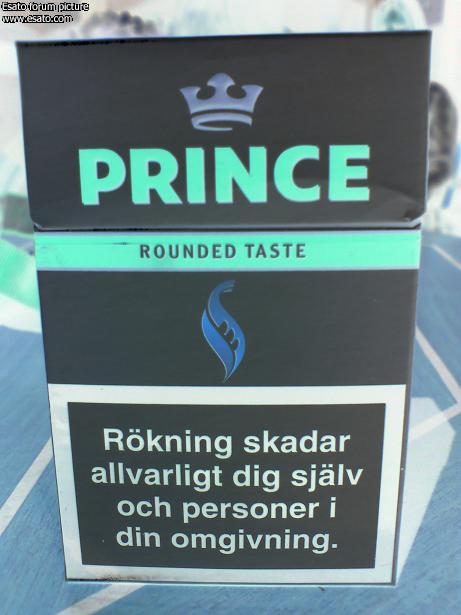 Esato forum picture
www.esato.com
PRINCE
ROUNDED TASTE
Rökning skadar
allvarligt dig själv
och personer i
din omgivning.